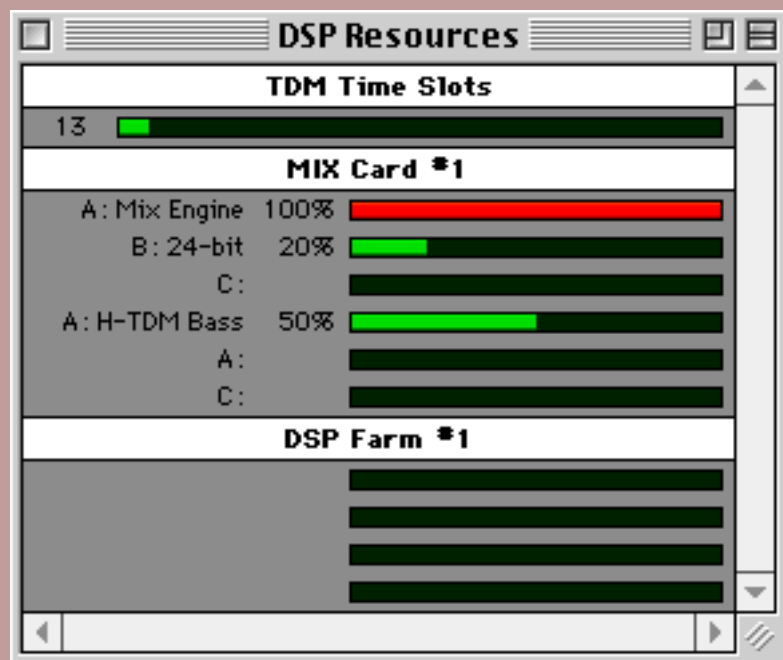 DSP Resources
TDM Time Slots
13
MIX Card #1
A: Mix Engine 100%
B: 24-bit 20%
C:
A: H-TDM Bass 50%
A:
C:
DSP Farm #1